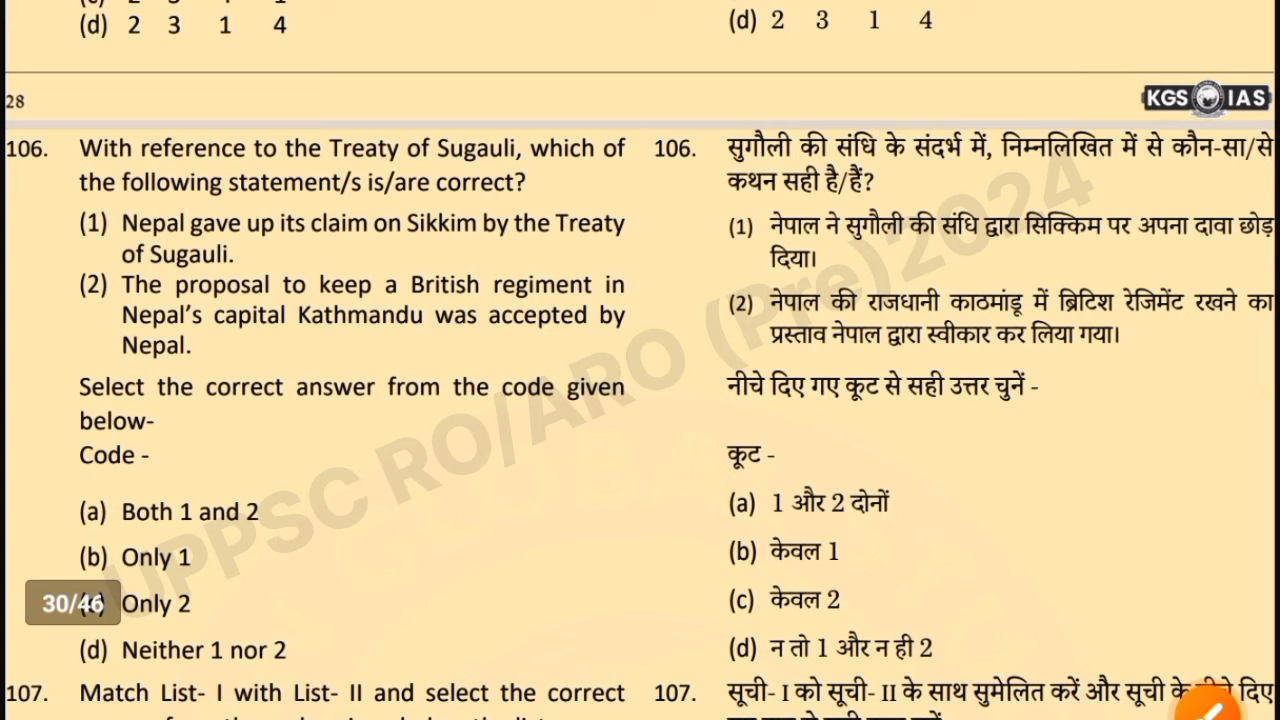 (d) 2 3 1 4
(d) 2 3 1 4
28
KGS IAS
106. With reference to the Treaty of Sugauli, which of
the following statement/s is/are correct?
(1) Nepal gave up its claim on Sikkim by the Treaty
of Sugauli.
(2) The proposal to keep a British regiment in
Nepal's capital Kathmandu was accepted by
Nepal.
Select the correct answer from the code given
below-
Code -
(a) Both 1 and 2
(b) Only 1
Only 2
(d) Neither 1 nor 2
107. Match List- I with List- II and select the correct
106. सुगौली की संधि के संदर्भ में, निम्नलिखित में से कौन-सा/से
कथन सही है/हैं?
(1) नेपाल ने सुगौली की संधि द्वारा सिक्किम पर अपना दावा छोड़
दिया।
(2) नेपाल की राजधानी काठमांडू में ब्रिटिश रेजिमेंट रखने का
प्रस्ताव नेपाल द्वारा स्वीकार कर लिया गया।
नीचे दिए गए कूट से सही उत्तर चुनें -
कूट -
(a) 1 और 2 दोनों
(b) केवल 1
(c) केवल 2
(d) न तो 1 और न ही 2
107. सूची- I को सूची- II के साथ सुमेलित करें और सूची के दिए
UPPSC RO/ARO (Pre) 2024
30/46